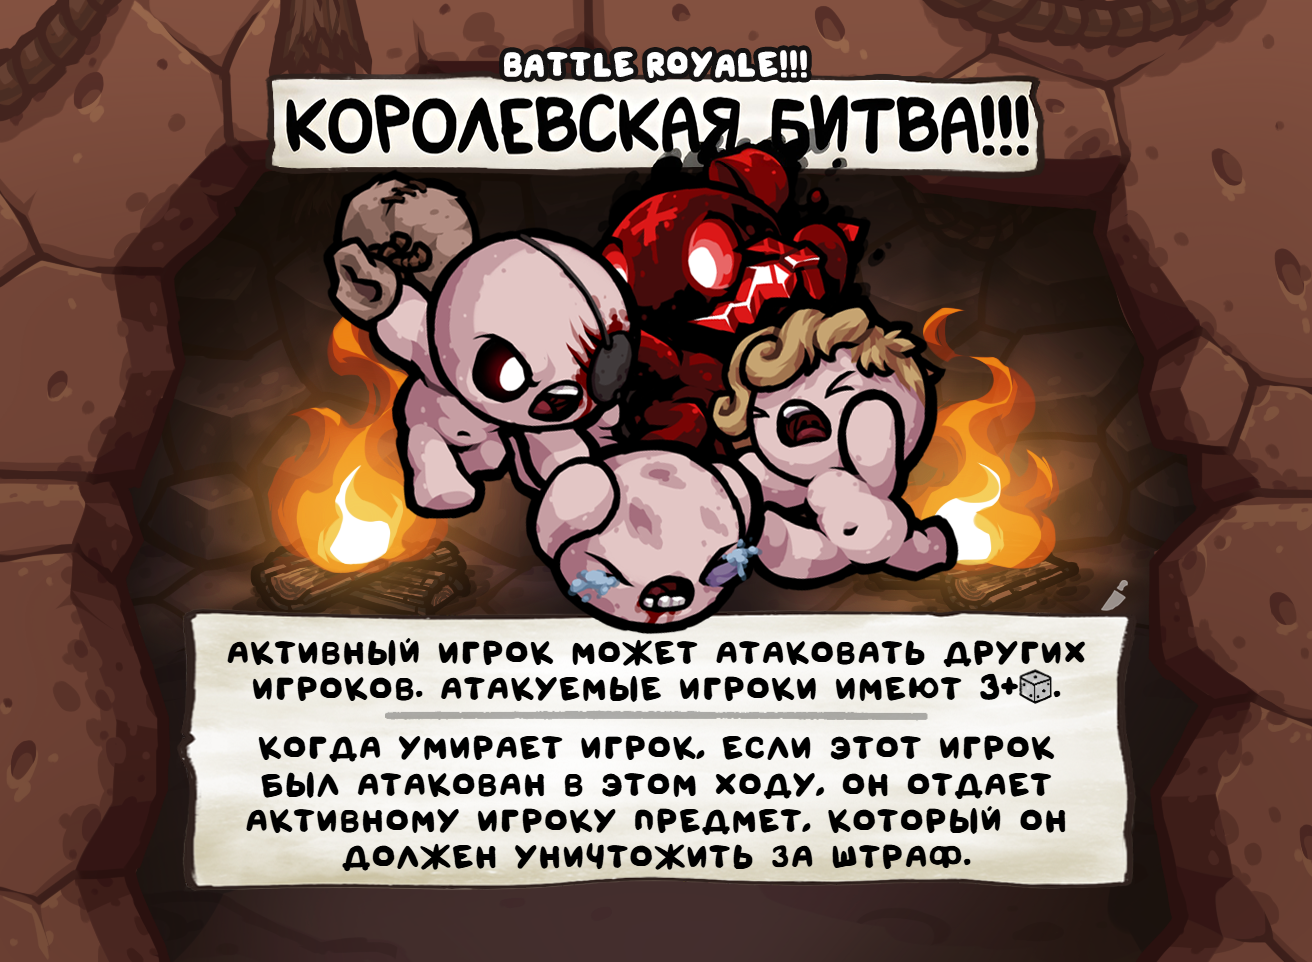 BATTLE ROYALE!!!
КОРОЛЕВСКАЯ БИТВА!!!
АКТИВНЫЙ ИГРОК МОЖЕТ АТАКОВАТЬ ДРУГИХ
ИГРОКОВ. АТАКУЕМЫЕ ИГРОКИ ИМЕЮТ 3+.
КОГДА УМИРАЕТ ИГРОК, ЕСЛИ ЭТОТ ИГРОК
БЫЛ АТАКОВАН В ЭТОМ ХОДУ, ОН ОТДАЕТ
АКТИВНОМУ ИГРОКУ ПРЕДМЕТ, КОТОРЫЙ ОН
ДОЛЖЕН УНИЧТОЖИТЬ ЗА ШТРАФ.